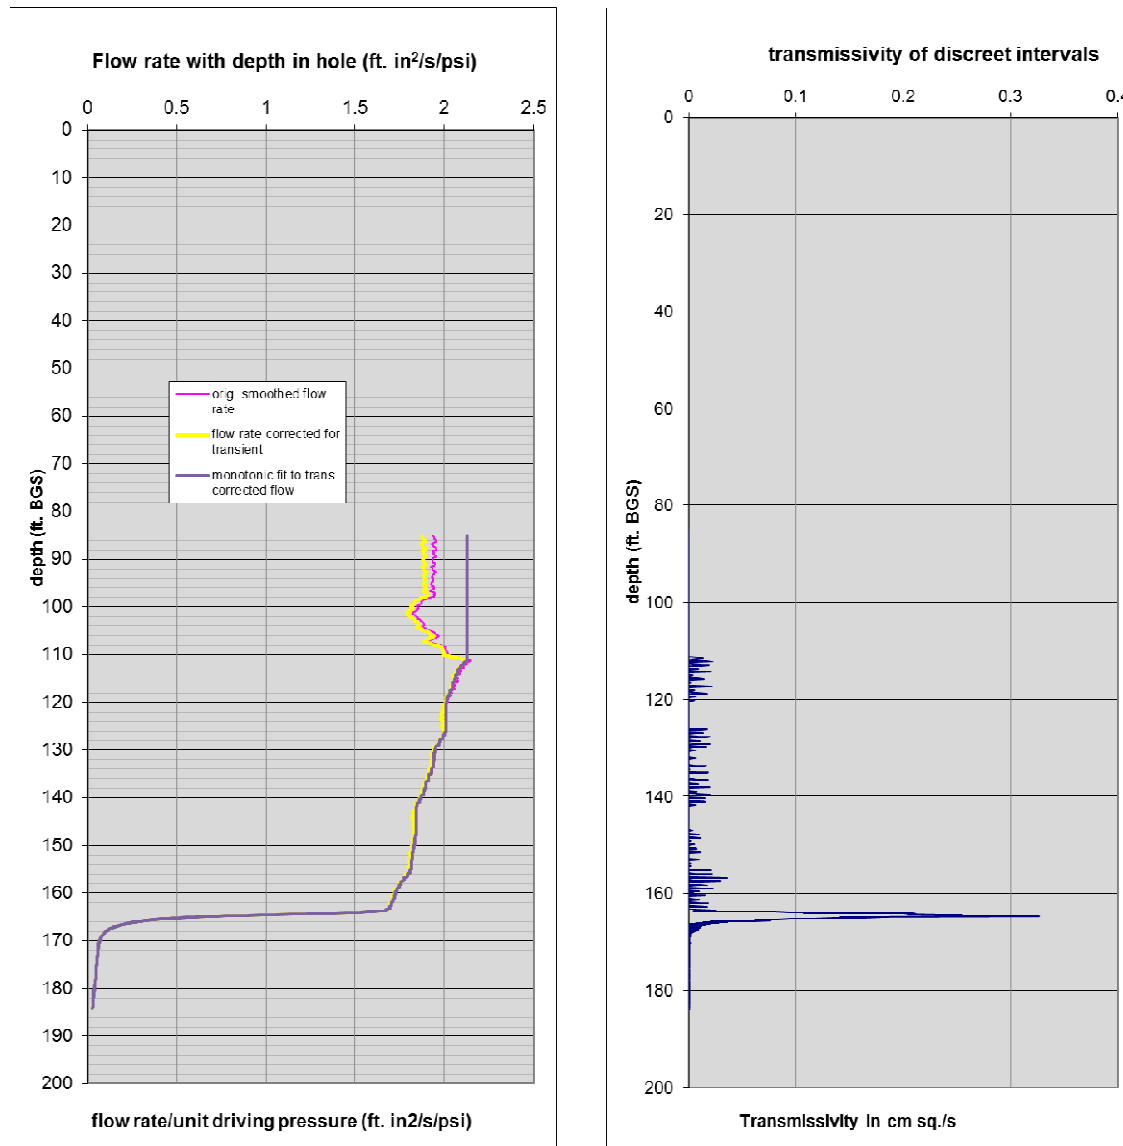 Flow rate with depth in hole (ft. in²/s/psi)
0 0.5 1 1.5 2 2.5
0
10
20
30
40
50
60
70
80
90
100
110
120
130
140
150
160
170
180
190
200
depth (ft. BGS)
orig. smoothed flow
rate
flow rate corrected for
transient
monotonic fit to trans
corrected flow
flow rate/unit driving pressure (ft. in2/s/psi)
transmissivity of discreet intervals
0 0.1 0.2 0.3 0.4
0
20
40
60
80
100
120
140
160
180
200
depth (ft. BGS)
Transmissivity in cm sq./s